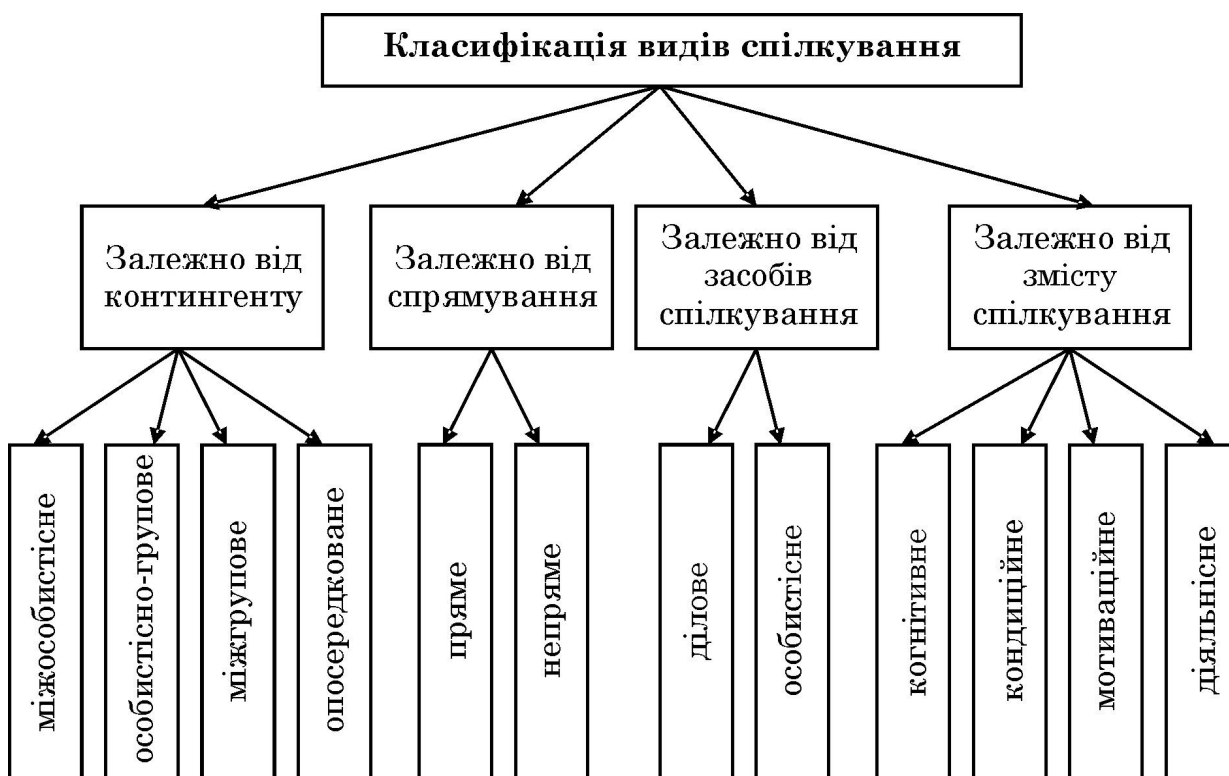 Класифікація видів спілкування
Залежно від
контингенту
Залежно від
спрямування
Залежно від
засобів
спілкування
Залежно від
змісту
спілкування
міжособистісне
особистісно-групове
міжгрупове
опосередковане
пряме
непряме
ділове
особистісне
когнітивне
кондиційне
мотиваційне
діяльнісне